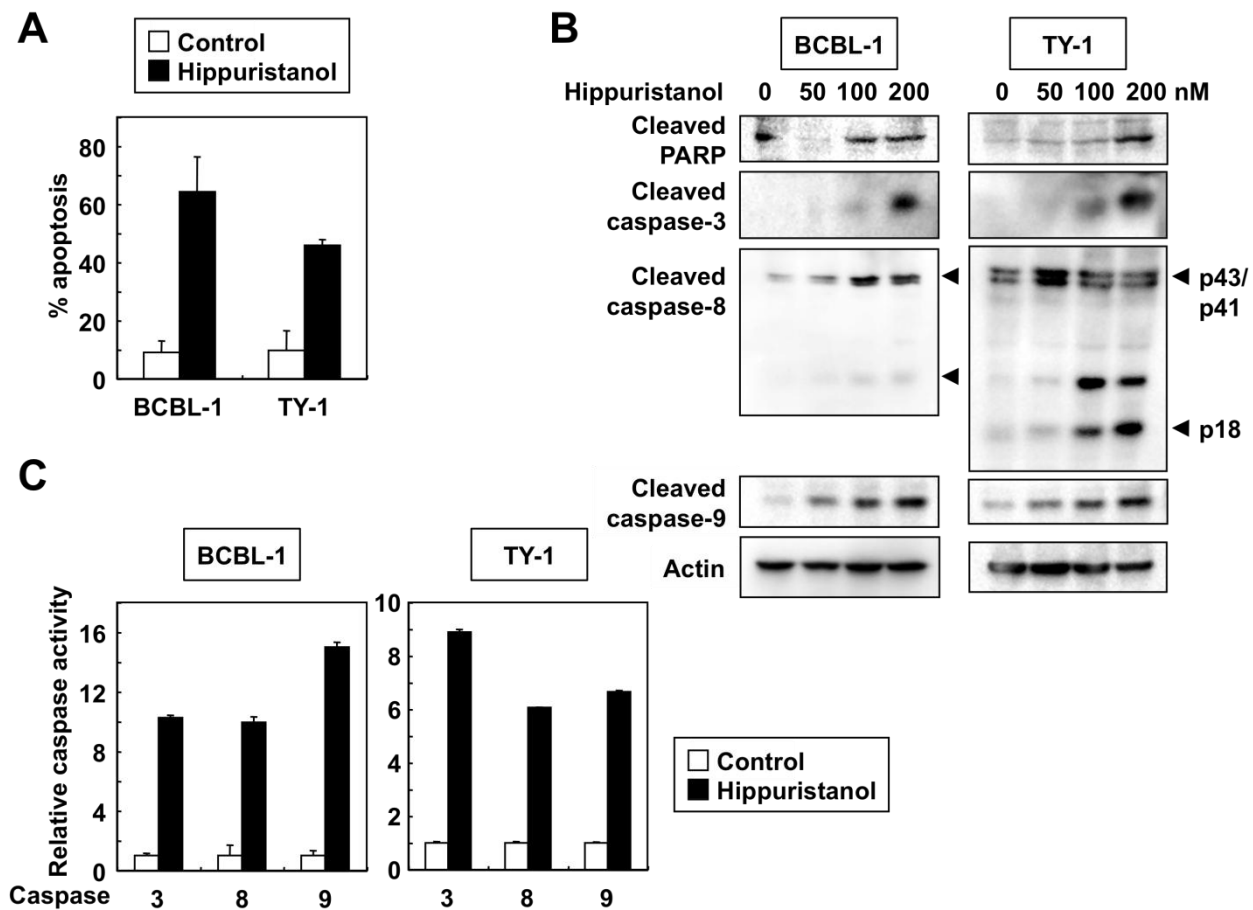 A
Control
Hippuristanol
% apoptosis
80
60
40
20
0
BCBL-1 TY-1
B
BCBL-1 TY-1
Hippuristanol 0 50 100 200 0 50 100 200 nM
Cleaved
PARP
Cleaved
caspase-3
Cleaved
caspase-8
p43/
p41
p18
Cleaved
caspase-9
Actin
C
BCBL-1
Relative caspase activity
16
12
8
4
0
Caspase 3 8 9
TY-1
10
8
6
4
2
0
3 8 9
Control
Hippuristanol